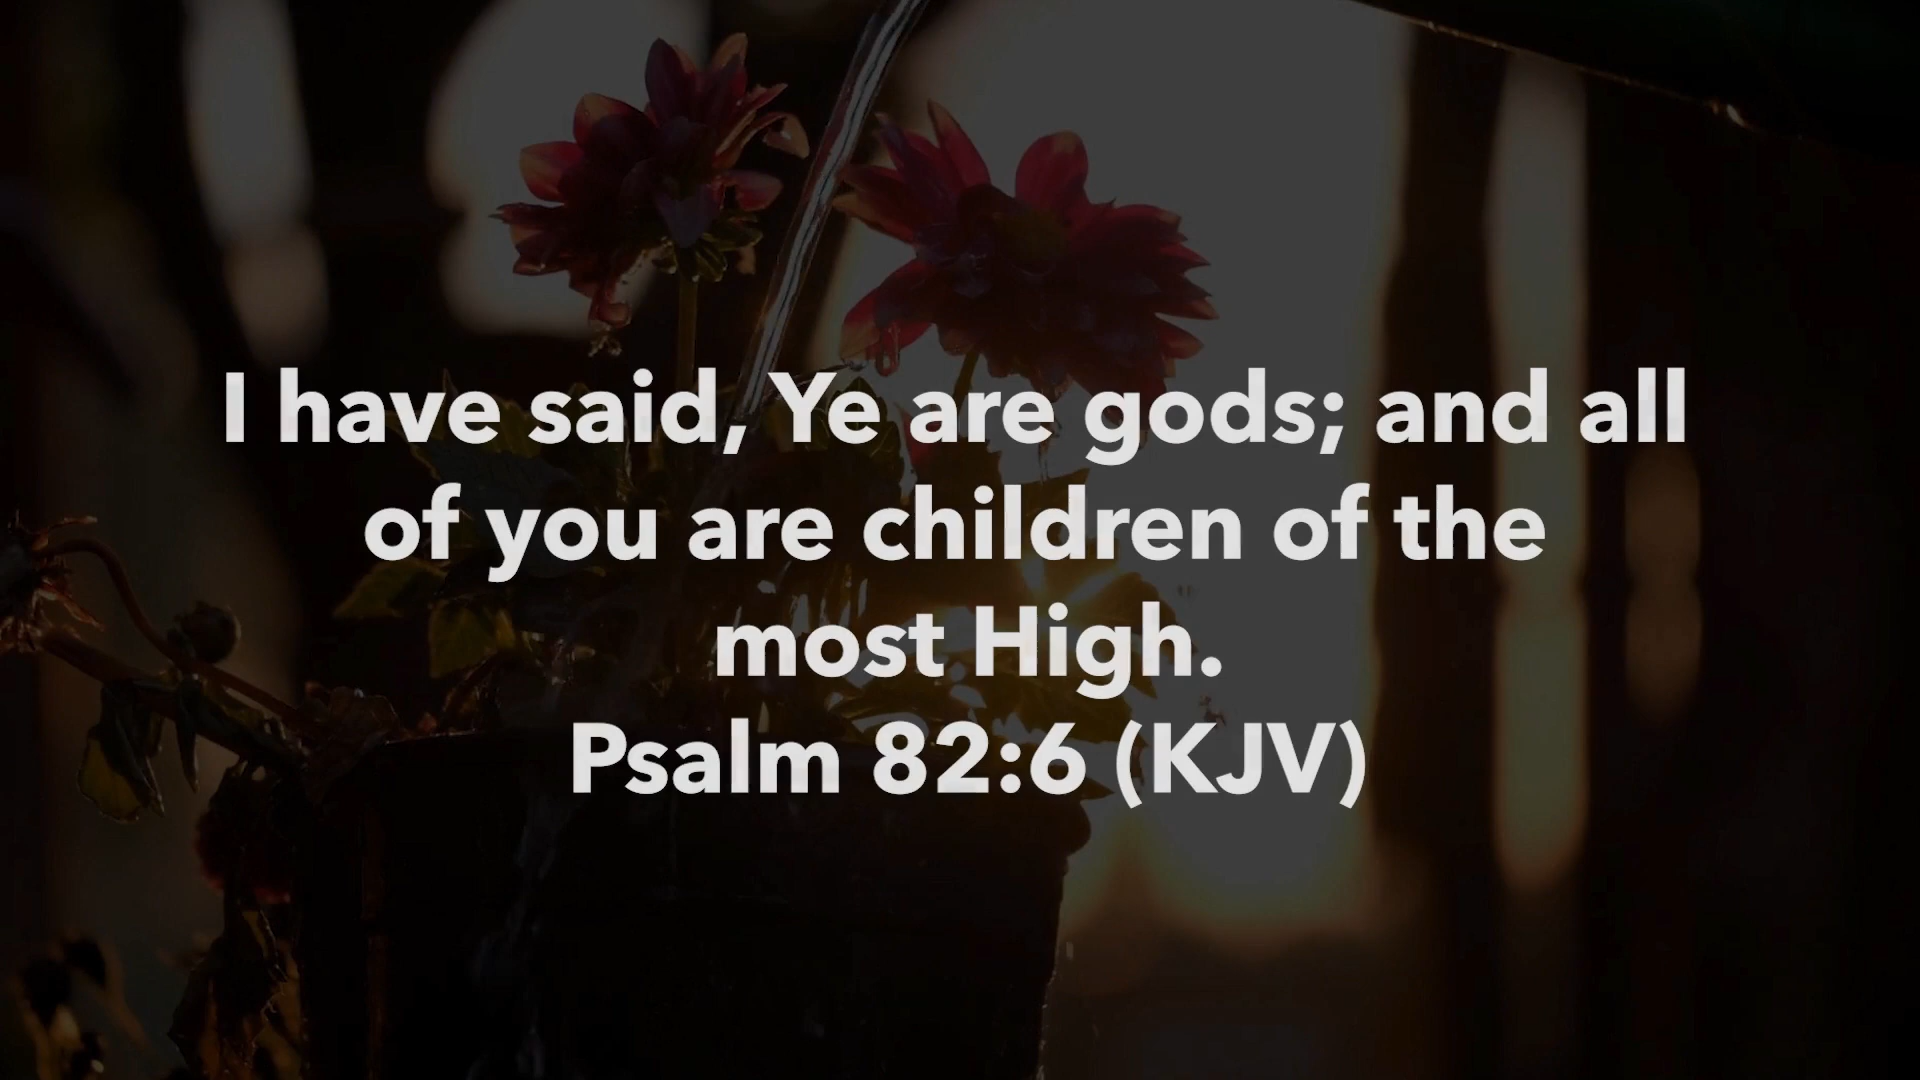 I have said, Ye are gods; and all
of you are children of the
most High.
Psalm 82:6 (KJV)